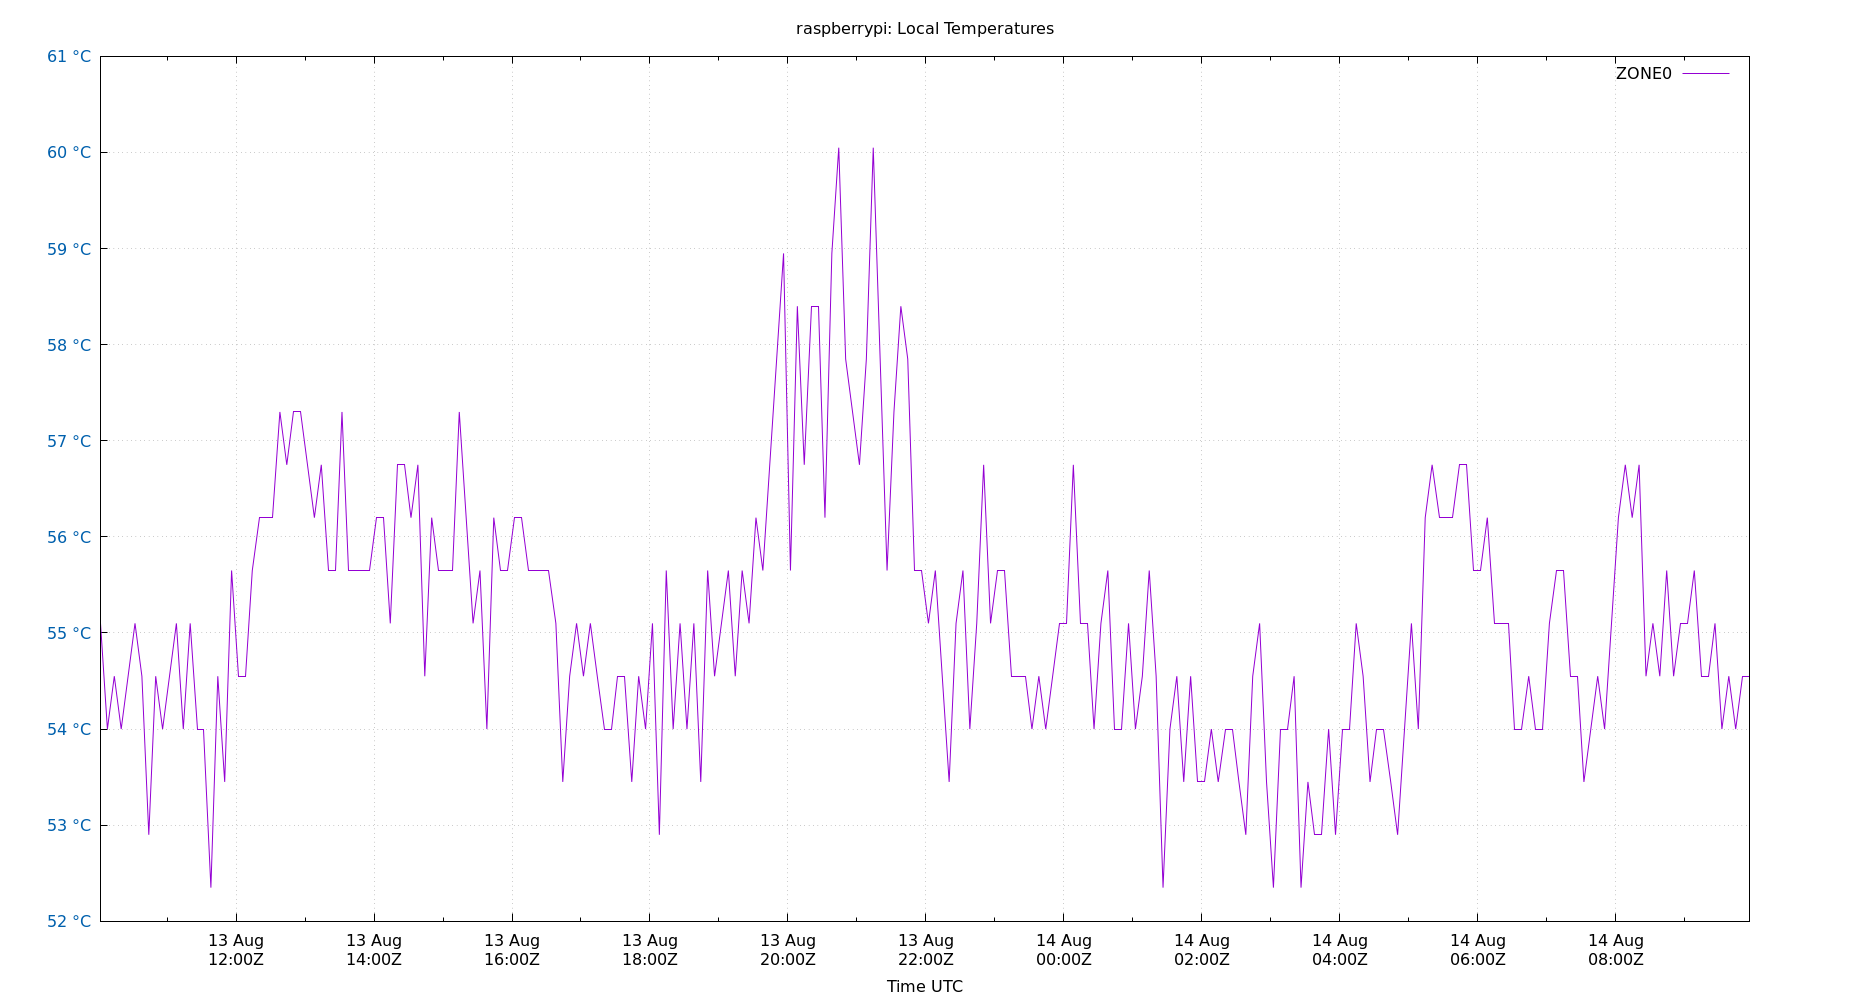 raspberrypi: Local Temperatures
61 °C
ZONE0
60 °C
59 °C
58 °C
57 °C
56 °C
55 °C
54 °C
53 °C
52 °C
13 Aug 13 Aug 13 Aug 13 Aug 13 Aug 13 Aug 14 Aug 14 Aug 14 Aug 14 Aug 14 Aug
12:00Z 14:00Z 16:00Z 18:00Z 20:00Z 22:00Z 00:00Z 02:00Z 04:00Z 06:00Z 08:00Z
Time UTC